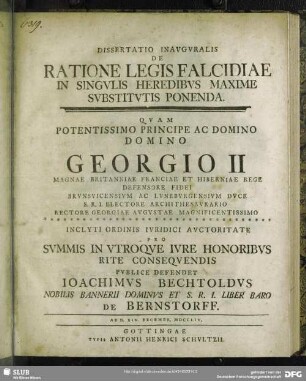 DISSERTATIO INAVGVRALIS
DE
RATIONE LEGIS FALCIDIAE
IN SINGVLIS HEREDIBVS MAXIME
SVBSTITVTIS PONENDA.
QVAM
POTENTISSIMO PRINCIPE AC DOMINO
DOMINO
GEORGIO II
MAGNAE BRITANNIAE FRANCIAE ET HIBERNIAE REGE
DEFENSORE FIDEI
BRVNSVICENSIVM AC LVNEBVRGENSIVM DVCE
S. R. I. ELECTORE ARCHITHESAVRARIO
RECTORE GEORGIAE AVGVSTAE MAGNIFICENTISSIMO
INCLYTI ORDINIS IVRIDICI AVCTORITATE
PRO
SVMMIS IN VTROQVE IVRE HONORIBVS
RITE CONSEQVENDIS
PVBLICE DEFENDET
IOACHIMVS BECHTOLDVS
NOBILIS BANNERII DOMINVS ET S. R. I. LIBER BARO
DE BERNSTORFF.
GOTTINGAE
TYPIS ANTONII HENRICI SCHVLTZII.
SLUB